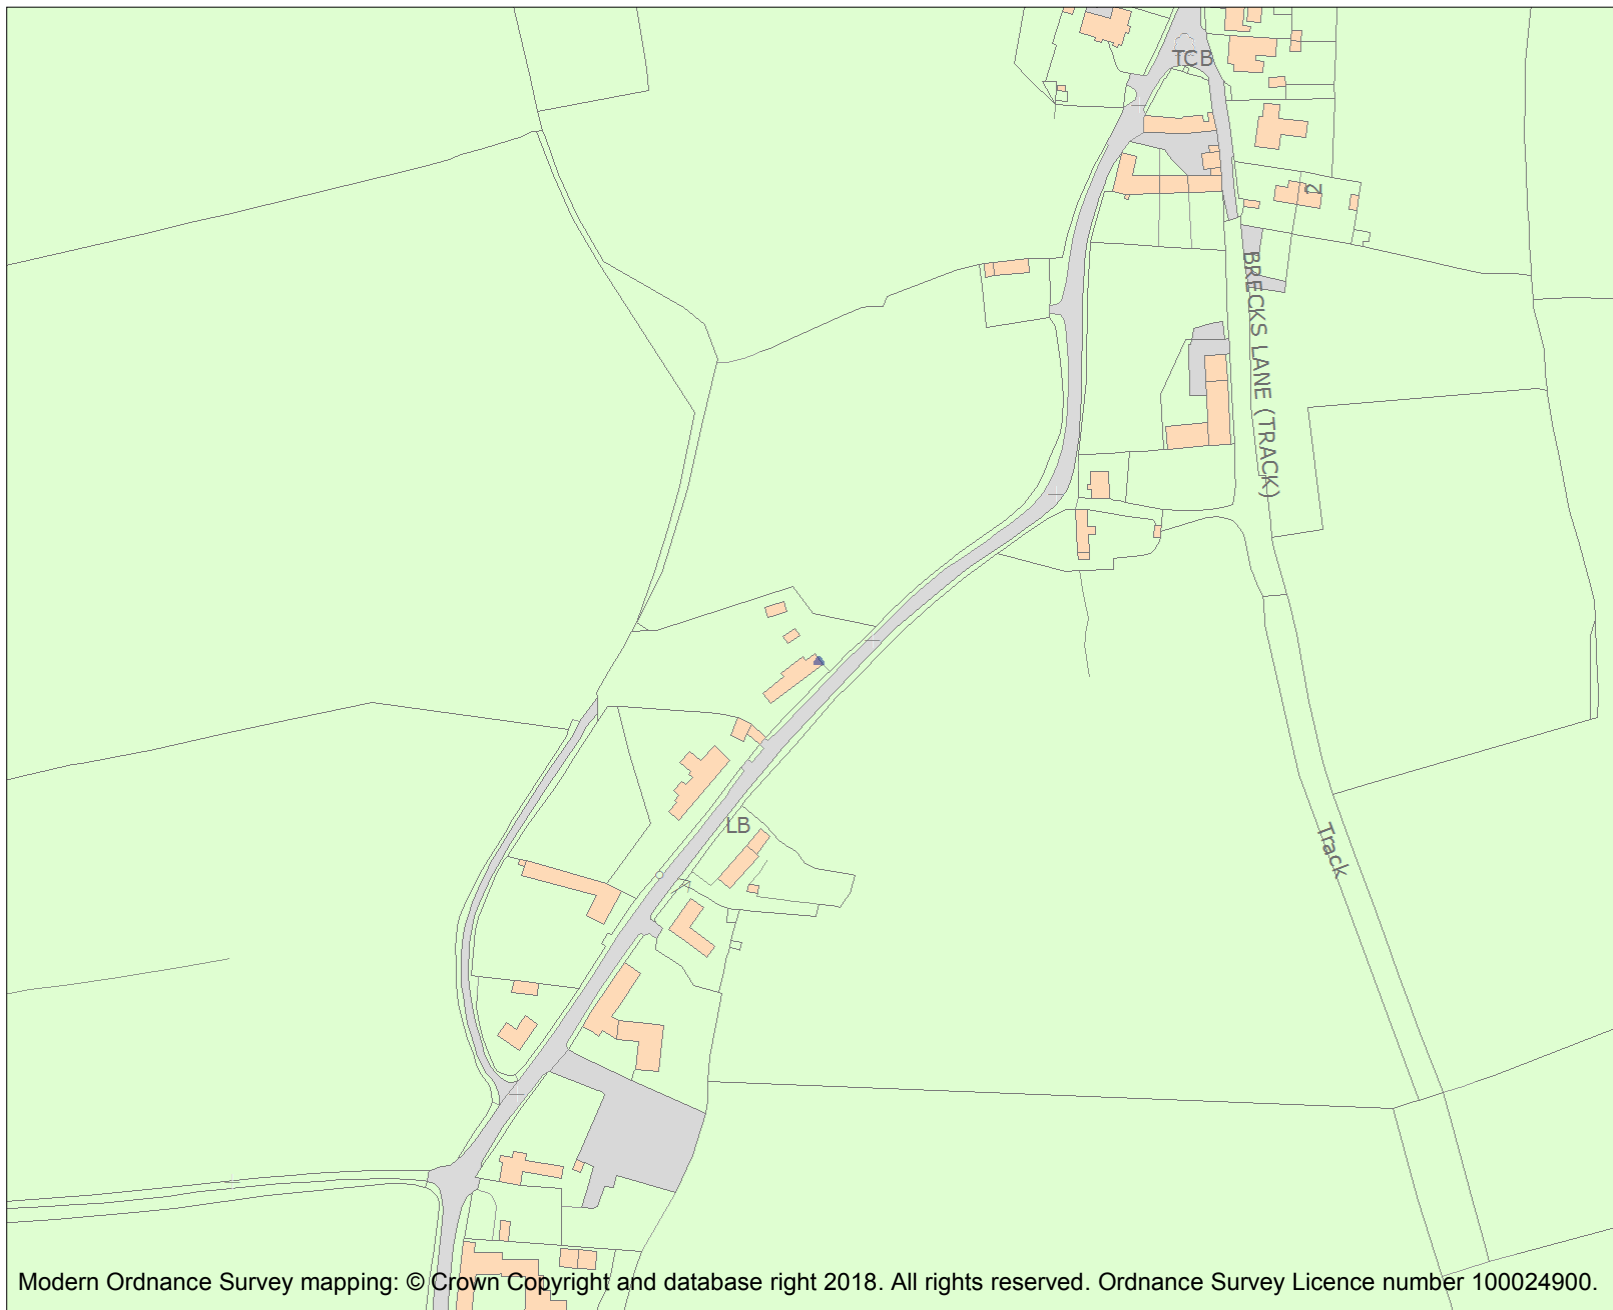 TCB
2
BRECKS LANE (TRACK)
LB
Track
Modern Ordnance Survey mapping: © Crown Copyright and database right 2018. All rights reserved. Ordnance Survey Licence number 100024900.